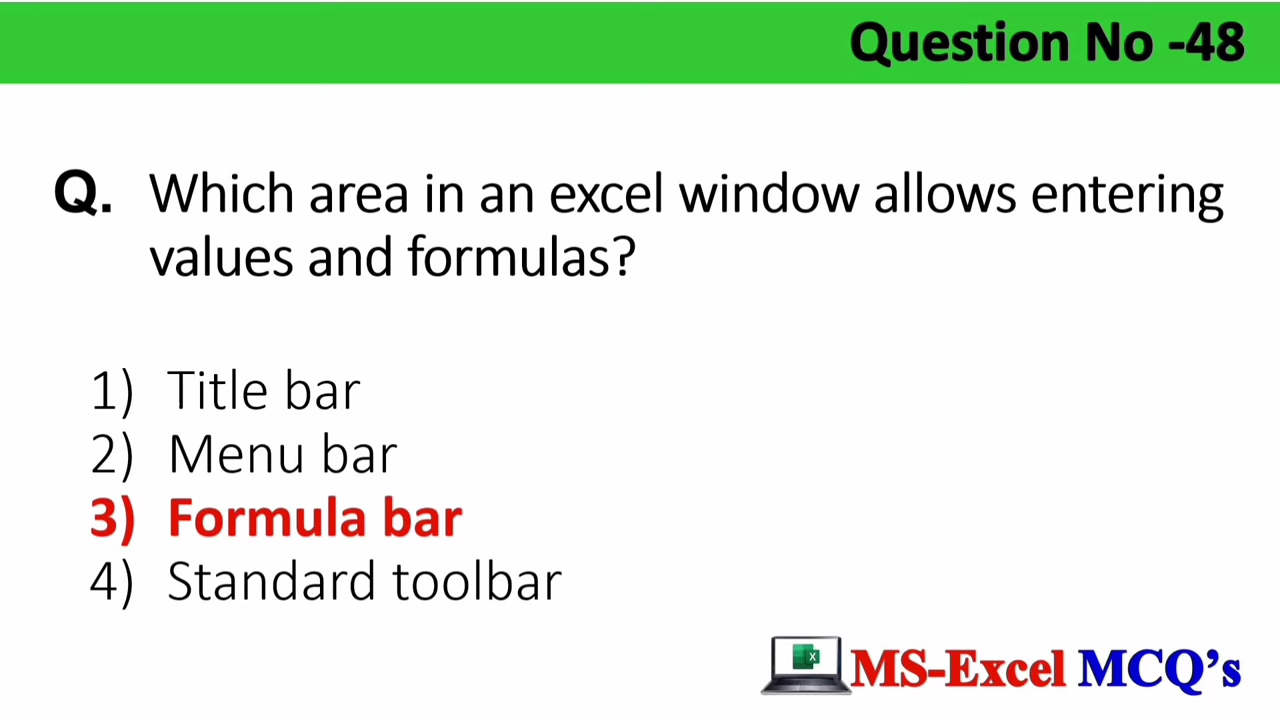 Question No -48
Q. Which area in an excel window allows entering
values and formulas?
1) Title bar
2) Menu bar
3) Formula bar
4) Standard toolbar
X
MS-Excel MCQ’s